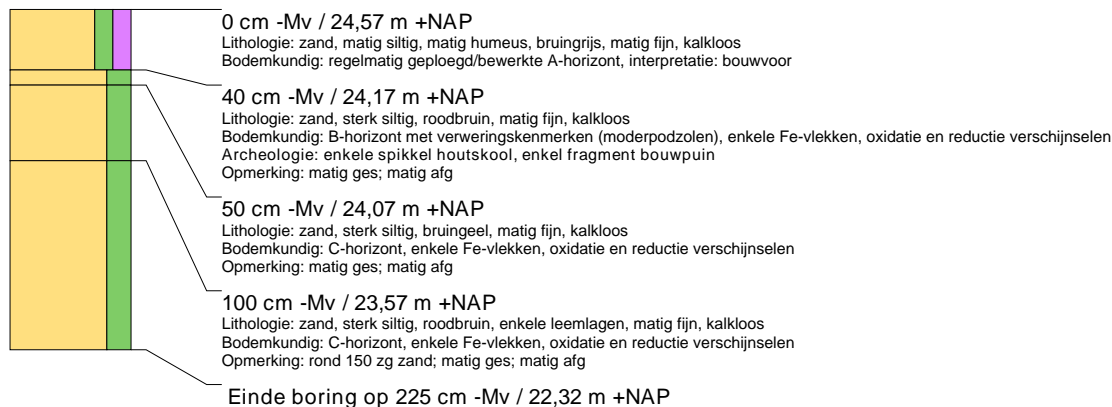 0 cm -Mv / 24,57 m +NAP
Lithologie: zand, matig siltig, matig humeus, bruingrijs, matig fijn, kalkloos
Bodemkundig: regelmatig geploegd/bewerkte A-horizont, interpretatie: bouwvoor
40 cm -Mv / 24,17 m +NAP
Lithologie: zand, sterk siltig, roodbruin, matig fijn, kalkloos
Bodemkundig: B-horizont met verweringskenmerken (moderpodzolen), enkele Fe-vlekken, oxidatie en reductie verschijnselen
Archeologie: enkele spikkel houtskool, enkel fragment bouwpuin
Opmerking: matig ges; matig afg
50 cm -Mv / 24,07 m +NAP
Lithologie: zand, sterk siltig, bruingeel, matig fijn, kalkloos
Bodemkundig: C-horizont, enkele Fe-vlekken, oxidatie en reductie verschijnselen
Opmerking: matig ges; matig afg
100 cm -Mv / 23,57 m +NAP
Lithologie: zand, sterk siltig, roodbruin, enkele leemlagen, matig fijn, kalkloos
Bodemkundig: C-horizont, enkele Fe-vlekken, oxidatie en reductie verschijnselen
Opmerking: rond 150 zg zand; matig ges; matig afg
Einde boring op 225 cm -Mv / 22,32 m +NAP